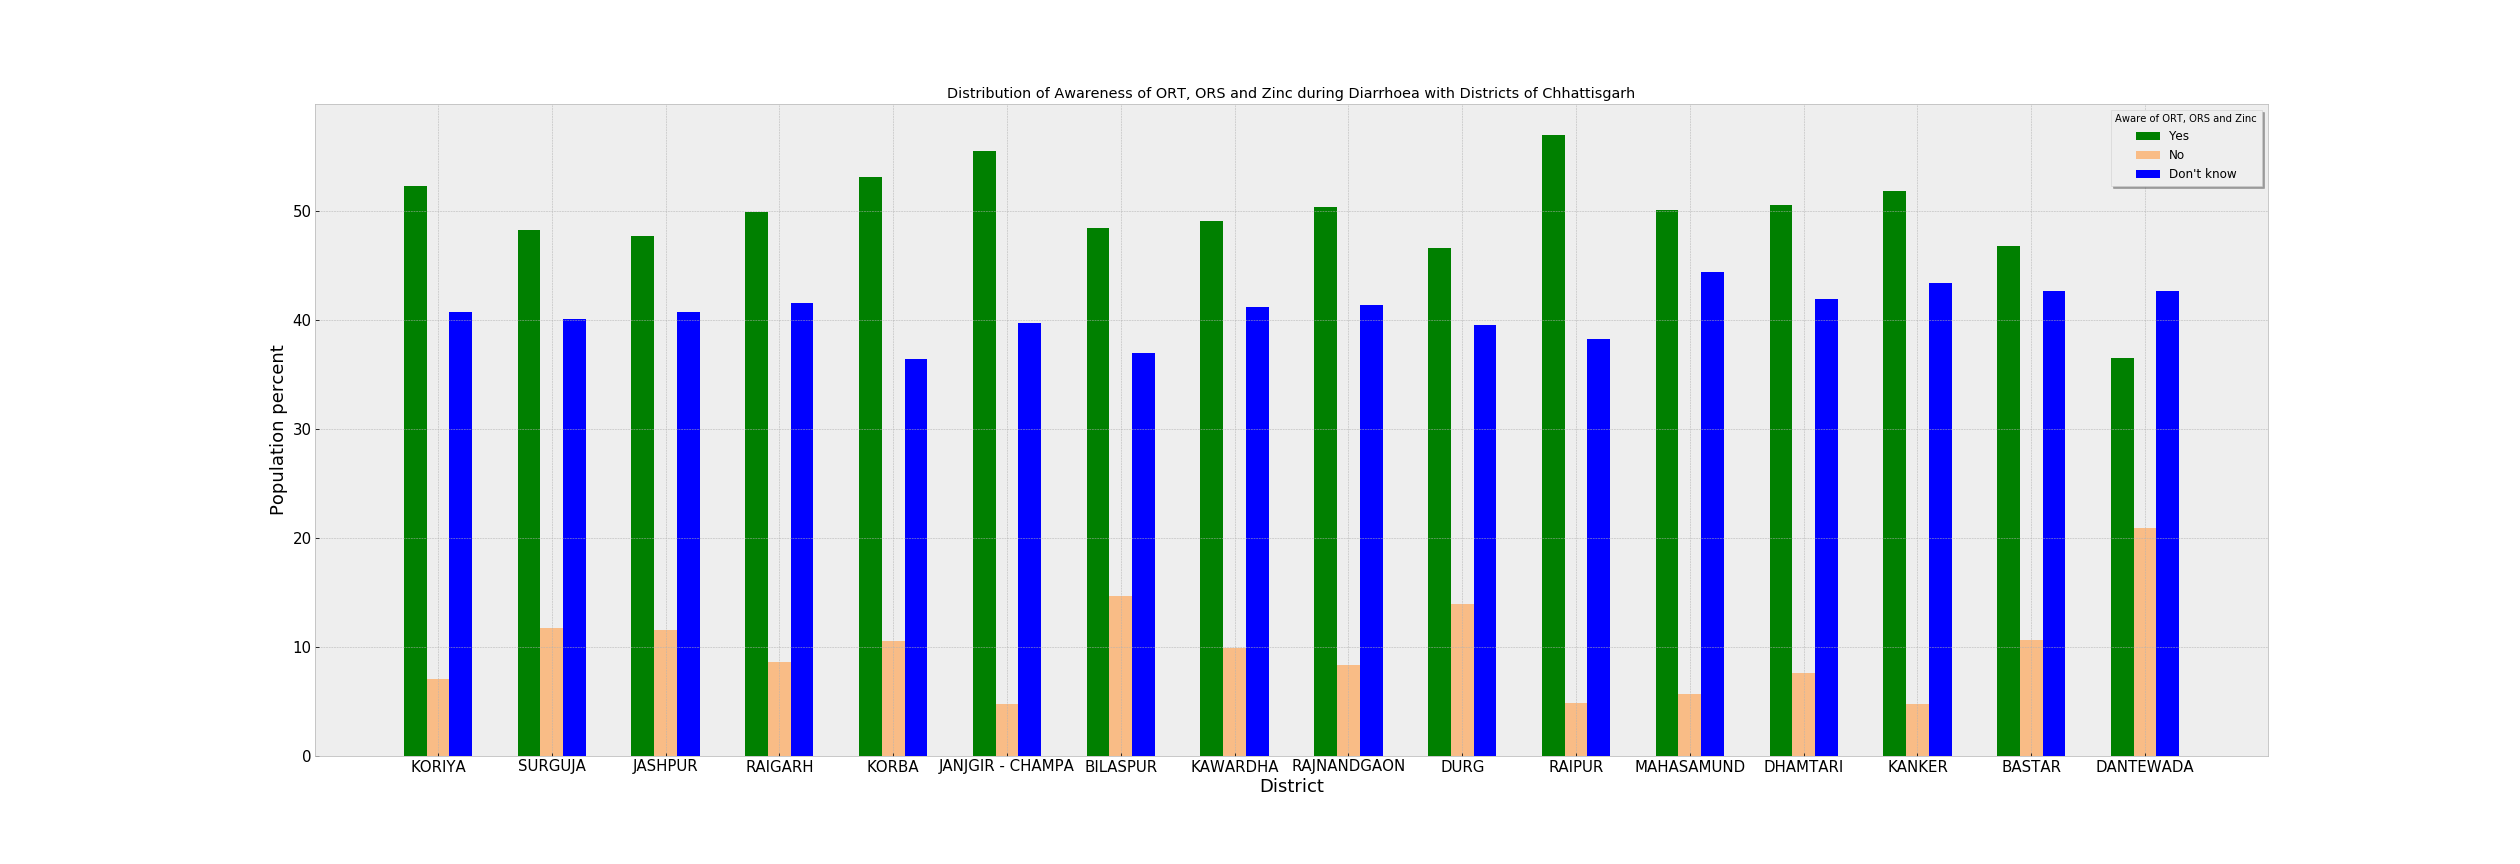 Distribution of Awareness of ORT, ORS and Zinc during Diarrhoea with Districts of Chhattisgarh
Aware of ORT, ORS and Zinc
Yes
No
Don't know
Population percent
50
40
30
20
10
0
KORIYA SURGUJA JASHPUR RAIGARH KORBA JANJGIR - CHAMPA BILASPUR KAWARDHA RAJNANDGAON DURG RAIPUR MAHASAMUND DHAMTARI KANKER BASTAR DANTEWADA
District